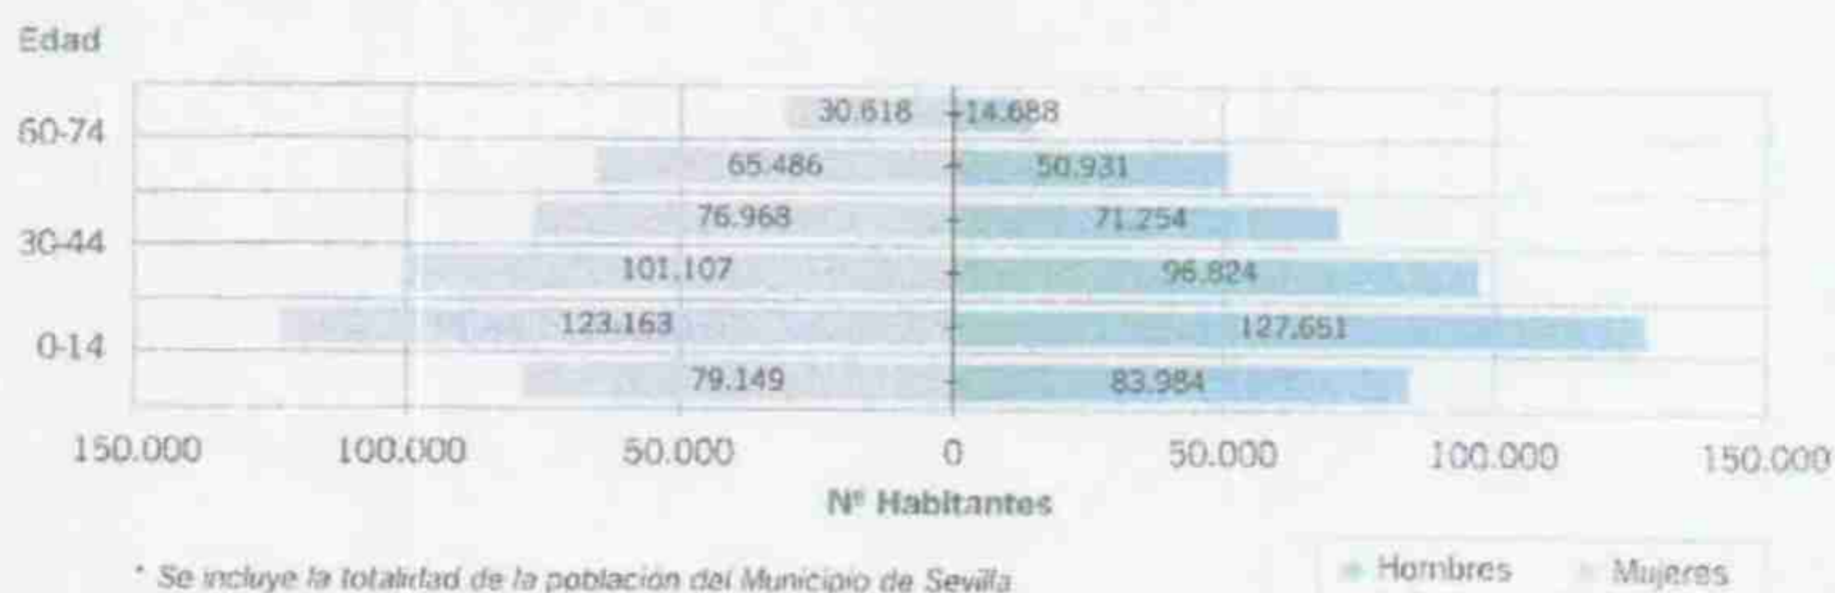 Edad
30.618 14.688
60-74
65.486 50.931
76.968 71.254
30-44
101.107 96.824
123.163 127.651
0-14
79.149 83.984
150.000 100.000 50.000 0 50.000 100.000 150.000
Nº Habitantes
* Se incluye la totalidad de la población del Municipio de Sevilla
Hombres Mujeres